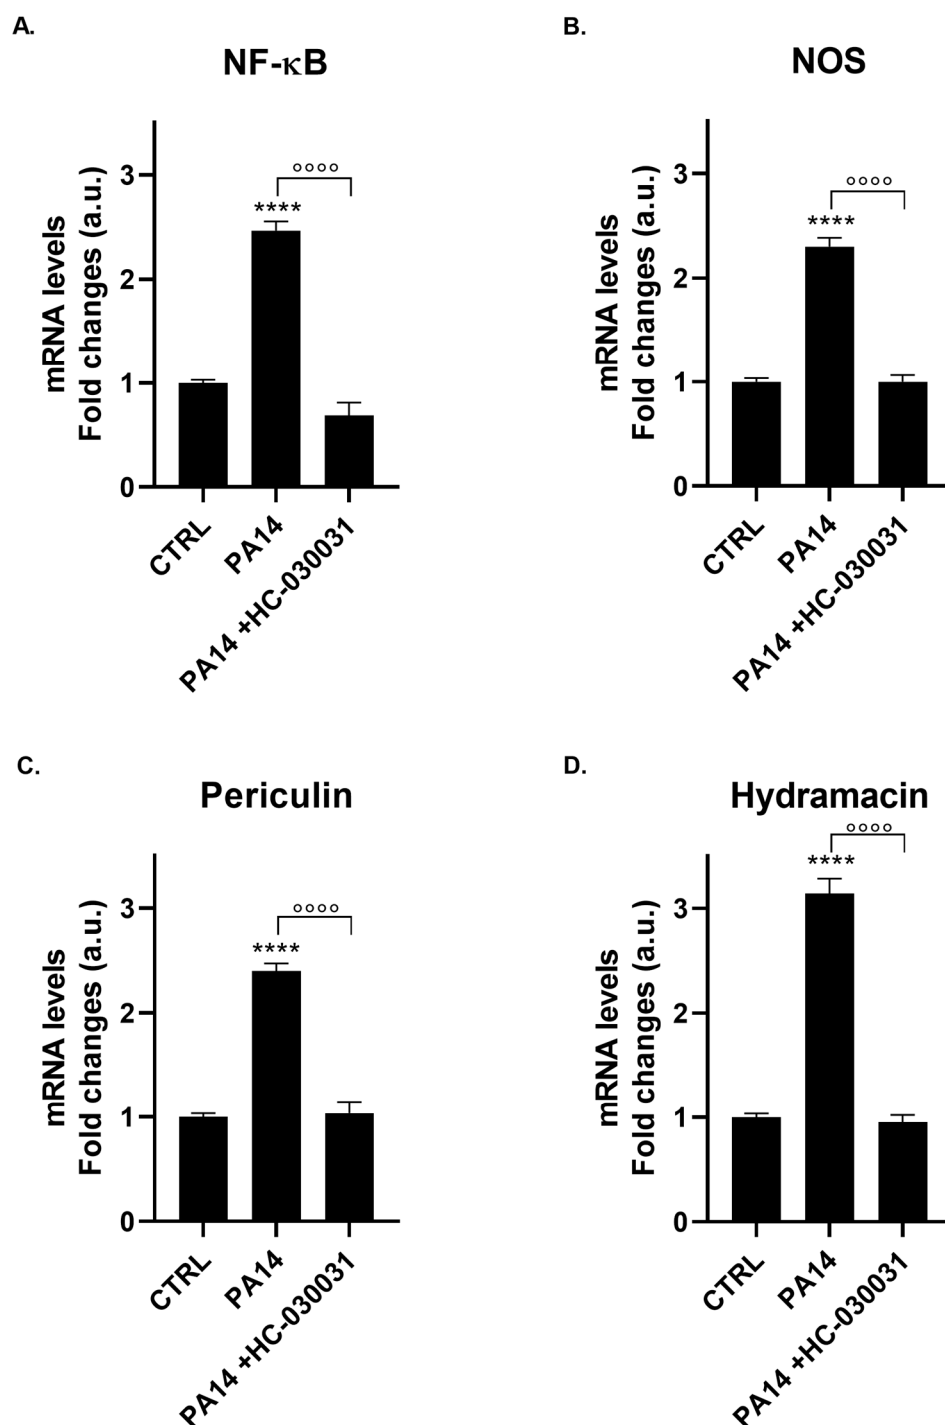 A.
NF-κB
mRNA levels
Fold changes (a.u.)
3
2
1
0
°°°°
****
CTRL
PA14
PA14 +HC-030031
B.
NOS
mRNA levels
Fold changes (a.u.)
3
2
1
0
°°°°
****
CTRL
PA14
PA14 +HC-030031
C.
Periculin
mRNA levels
Fold changes (a.u.)
3
2
1
0
°°°°
****
CTRL
PA14
PA14 +HC-030031
D.
Hydramacin
mRNA levels
Fold changes (a.u.)
3
2
1
0
°°°°
****
CTRL
PA14
PA14 +HC-030031